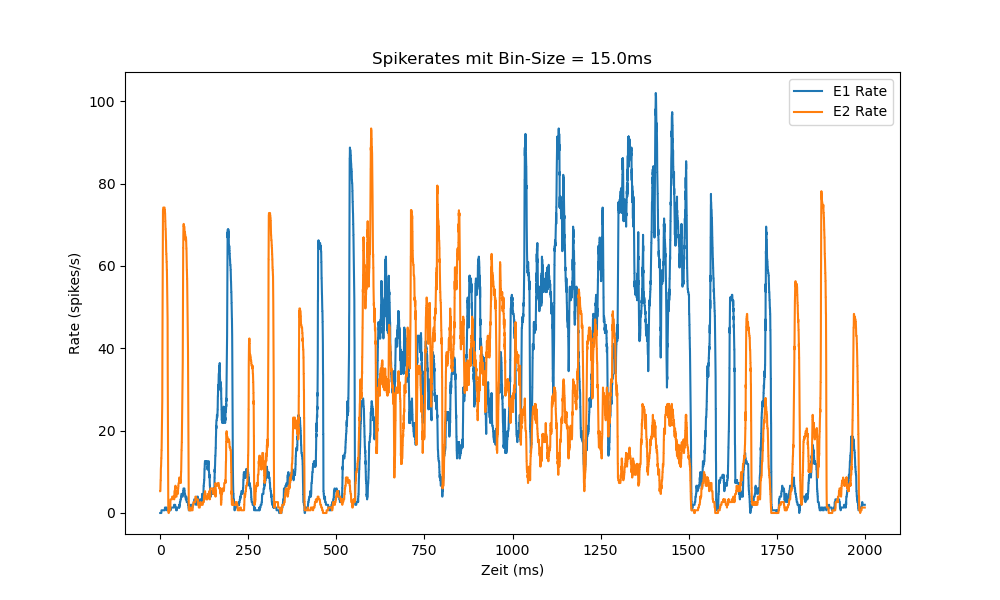 Spikerates mit Bin-Size = 15.0ms
E1 Rate
E2 Rate
100
80
60
40
20
0
Rate (spikes/s)
0 250 500 750 1000 1250 1500 1750 2000
Zeit (ms)